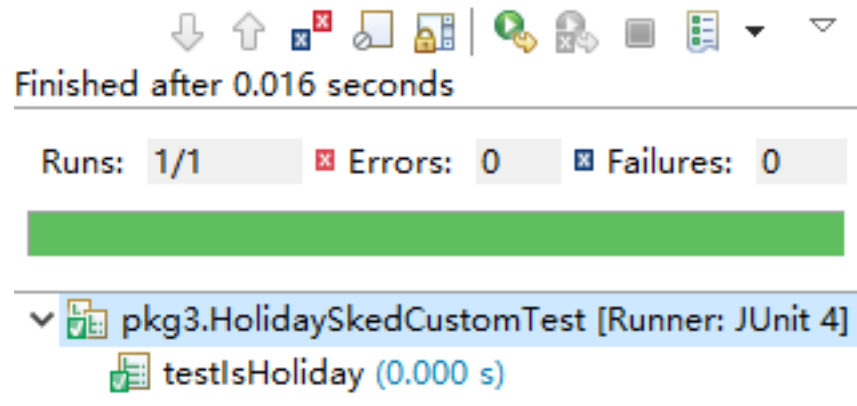 Finished after 0.016 seconds
Runs: 1/1 Errors: 0 Failures: 0
pkg3.HolidaySkedCustomTest [Runner: JUnit 4]
testIsHoliday (0.000 s)